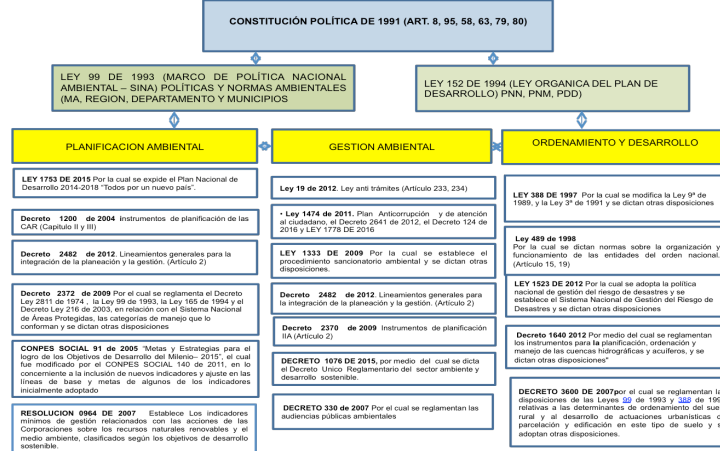 CONSTITUCIÓN POLÍTICA DE 1991 (ART. 8, 95, 58, 63, 79, 80)
LEY 99 DE 1993 (MARCO DE POLÍTICA NACIONAL
AMBIENTAL – SINA) POLÍTICAS Y NORMAS AMBIENTALES
(MA, REGION, DEPARTAMENTO Y MUNICIPIOS
LEY 152 DE 1994 (LEY ORGANICA DEL PLAN DE
DESARROLLO) PNN, PNM, PDD)
PLANIFICACION AMBIENTAL
LEY 1753 DE 2015 Por la cual se expide el Plan Nacional de
Desarrollo 2014-2018 "Todos por un nuevo país".
Decreto 1200 de 2004 instrumentos de planificación de las
CAR (Capitulo II y III)
Decreto 2482 de 2012. Lineamientos generales para la
integración de la planeación y la gestión. (Artículo 2)
Decreto 2372 de 2009 Por el cual se reglamenta el Decreto
Ley 2811 de 1974 , la Ley 99 de 1993, la Ley 165 de 1994 y el
Decreto Ley 216 de 2003, en relación con el Sistema Nacional
de Áreas Protegidas, las categorías de manejo que lo
conforman y se dictan otras disposiciones
CONPES SOCIAL 91 de 2005 "Metas y Estrategias para el
logro de los Objetivos de Desarrollo del Milenio– 2015", el cual
fue modificado por el CONPES SOCIAL 140 de 2011, en lo
concerniente a la inclusión de nuevos indicadores y ajuste en las
líneas de base y metas de algunos de los indicadores
inicialmente adoptado
RESOLUCION 0964 DE 2007 Establece Los indicadores
mínimos de gestión relacionados con las acciones de las
Corporaciones sobre los recursos naturales renovables y el
medio ambiente, clasificados según los objetivos de desarrollo
sostenible.
GESTION AMBIENTAL
Ley 19 de 2012. Ley anti trámites (Artículo 233, 234)
• Ley 1474 de 2011. Plan Anticorrupción y de atención
al ciudadano, el Decreto 2641 de 2012, el Decreto 124 de
2016 y LEY 1778 DE 2016
LEY 1333 DE 2009 Por la cual se establece el
procedimiento sancionatorio ambiental y se dictan otras
disposiciones.
Decreto 2482 de 2012. Lineamientos generales para
la integración de la planeación y la gestión. (Artículo 2)
Decreto 2370 de 2009 Instrumentos de planificación
IIA (Artículo 2)
DECRETO 1076 DE 2015, por medio del cual se dicta
el Decreto Unico Reglamentario del sector ambiente y
desarrollo sostenible.
DECRETO 330 de 2007 Por el cual se reglamentan las
audiencias públicas ambientales
ORDENAMIENTO Y DESARROLLO
LEY 388 DE 1997 Por la cual se modifica la Ley 9ª de
1989, y la Ley 3ª de 1991 y se dictan otras disposiciones
Ley 489 de 1998
Por la cual se dictan normas sobre la organización y
funcionamiento de las entidades del orden nacional.
(Artículo 15, 19)
LEY 1523 DE 2012 Por la cual se adopta la política
nacional de gestión del riesgo de desastres y se
establece el Sistema Nacional de Gestión del Riesgo de
Desastres y se dictan otras disposiciones
Decreto 1640 2012 Por medio del cual se reglamentan
los instrumentos para la planificación, ordenación y
manejo de las cuencas hidrográficas y acuíferos, y se
dictan otras disposiciones"
DECRETO 3600 DE 2007por el cual se reglamentan la
disposiciones de las Leyes 99 de 1993 y 388 de 199
relativas a las determinantes de ordenamiento del sue
rural y al desarrollo de actuaciones urbanísticas d
parcelación y edificación en este tipo de suelo y s
adoptan otras disposiciones.